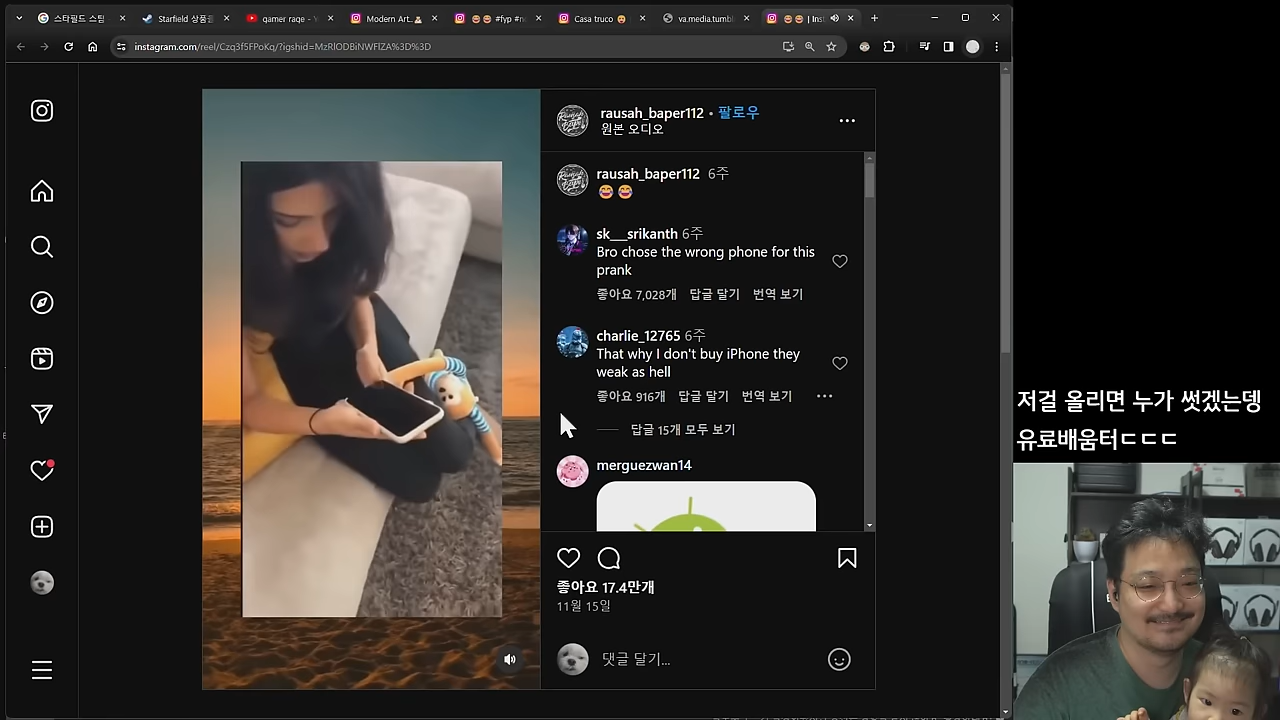 스타필드 스팀
Starfield 상품을
gamer rage -
Modern Art..
#fyp #n
Casa truco
va.media.tumbl
| Inst
instagram.com/reel/Czq3f5FPoKq/?igshid=MzRlODBiNWFlZA%3D%3D
rausah_baper112 • 팔로우
원본 오디오
rausah_baper112 6주
😂😂
sk___srikanth 6주
Bro chose the wrong phone for this
prank
좋아요 7,028개 답글 달기 번역 보기
charlie_12765 6주
That why I don't buy iPhone they
weak as hell
좋아요 916개 답글 달기 번역 보기
답글 15개 모두 보기
merguezwan14
좋아요 17.4만개
11월 15일
댓글 달기...
저걸 올리면 누가 썻겠는뎅
유료배움터ㄷㄷㄷ